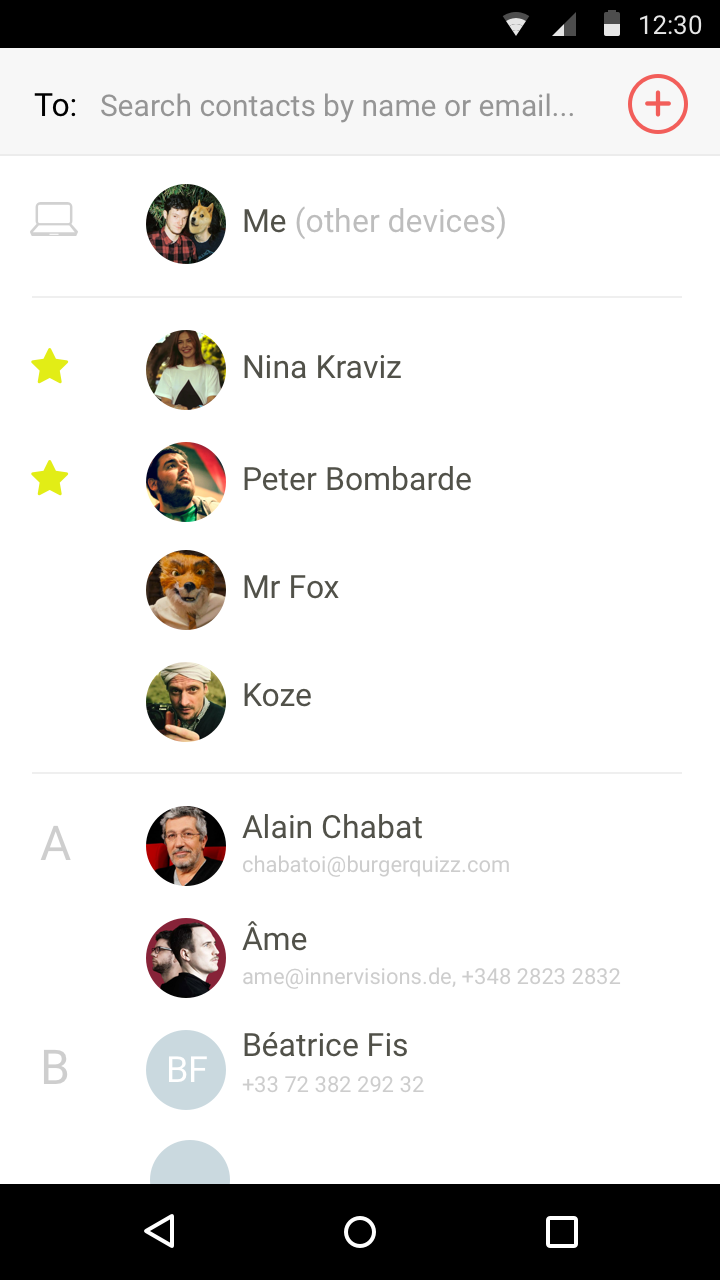 12:30
To: Search contacts by name or email...
Me (other devices)
Nina Kraviz
Peter Bombarde
Mr Fox
Koze
A
Alain Chabat
chabatoi@burgerquizz.com
Âme
ame@innervisions.de, +348 2823 2832
B
BF
Béatrice Fis
+33 72 382 292 32